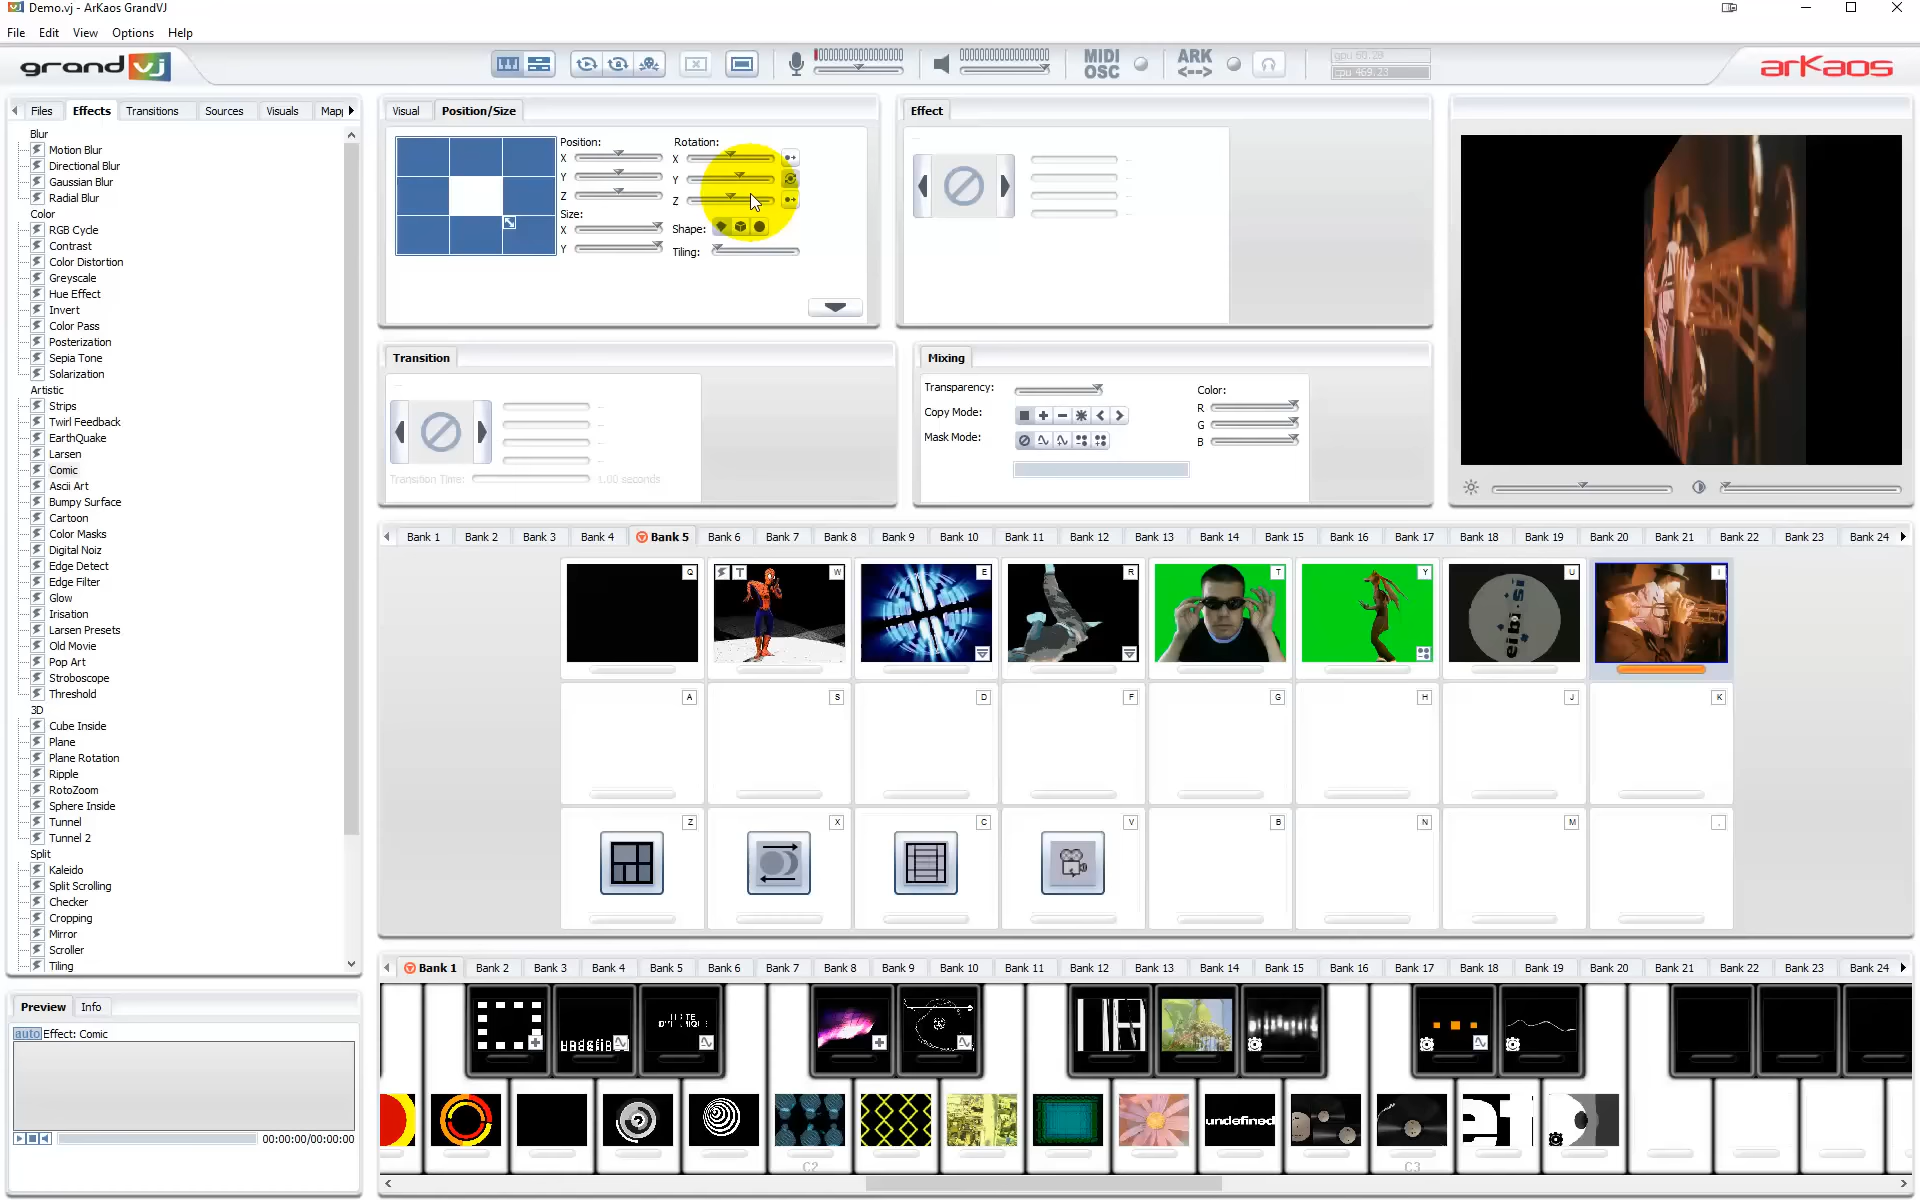 Demo.vj - ArKaos GrandVJ
File Edit View Options Help
grand vj
MIDI OSC
ARK
<-->
gpu 60.20
cpu 469.23
arKaos
Files Effects Transitions Sources Visuals Mapp
Blur
Motion Blur
Directional Blur
Gaussian Blur
Radial Blur
Color
RGB Cycle
Contrast
Color Distortion
Greyscale
Hue Effect
Invert
Color Pass
Posterization
Sepia Tone
Solarization
Artistic
Strips
Twirl Feedback
EarthQuake
Larsen
Comic
Ascii Art
Bumpy Surface
Cartoon
Color Masks
Digital Noiz
Edge Detect
Edge Filter
Glow
Irisation
Larsen Presets
Old Movie
Pop Art
Stroboscope
Threshold
3D
Cube Inside
Plane
Plane Rotation
Ripple
RotoZoom
Sphere Inside
Tunnel
Tunnel 2
Split
Kaleido
Split Scrolling
Checker
Cropping
Mirror
Scroller
Tiling
Preview Info
auto Effect: Comic
00:00:00/00:00:00
Visual Position/Size
Position: Rotation:
X X
Y Y
Z Z
Size:
X Shape:
Y Tiling:
Effect
Transition
Transition Time: 1.00 seconds
Mixing
Transparency: Color:
Copy Mode: R
G
Mask Mode: B
Bank 1 Bank 2 Bank 3 Bank 4 Bank 5 Bank 6 Bank 7 Bank 8 Bank 9 Bank 10 Bank 11 Bank 12 Bank 13 Bank 14 Bank 15 Bank 16 Bank 17 Bank 18 Bank 19 Bank 20 Bank 21 Bank 22 Bank 23 Bank 24
Q T W E R T Y U I
A S D F G H J K
Z X C V B N M ,
Bank 1 Bank 2 Bank 3 Bank 4 Bank 5 Bank 6 Bank 7 Bank 8 Bank 9 Bank 10 Bank 11 Bank 12 Bank 13 Bank 14 Bank 15 Bank 16 Bank 17 Bank 18 Bank 19 Bank 20 Bank 21 Bank 22 Bank 23 Bank 24
undefined
C2 C3